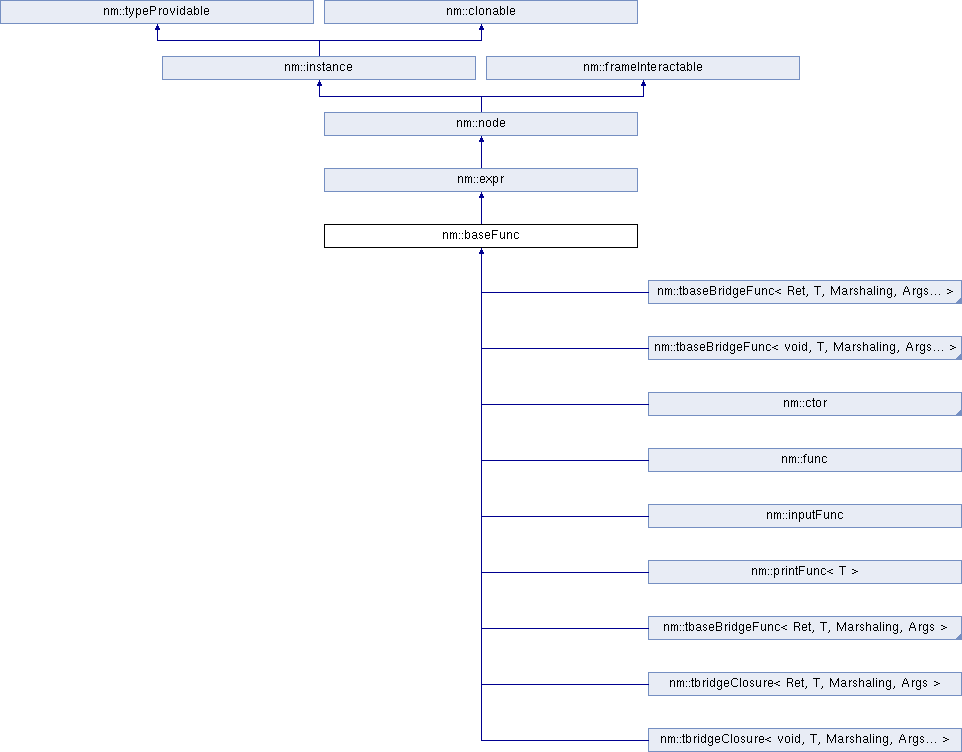 nm::typeProvidable
nm::clonable
nm::instance
nm::frameInteractable
nm::node
nm::expr
nm::baseFunc
nm::tbaseBridgeFunc< Ret, T, Marshaling, Args... >
nm::tbaseBridgeFunc< void, T, Marshaling, Args... >
nm::ctor
nm::func
nm::inputFunc
nm::printFunc< T >
nm::tbaseBridgeFunc< Ret, T, Marshaling, Args >
nm::tbridgeClosure< Ret, T, Marshaling, Args >
nm::tbridgeClosure< void, T, Marshaling, Args... >